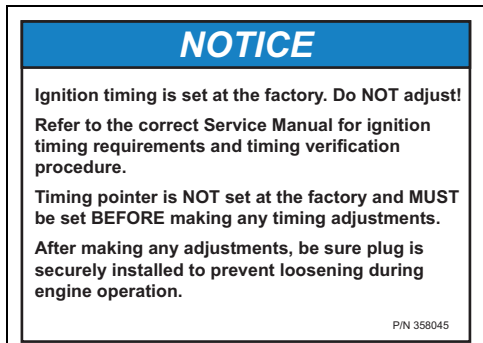 NOTICE
Ignition timing is set at the factory. Do NOT adjust!
Refer to the correct Service Manual for ignition
timing requirements and timing verification
procedure.
Timing pointer is NOT set at the factory and MUST
be set BEFORE making any timing adjustments.
After making any adjustments, be sure plug is
securely installed to prevent loosening during
engine operation.
P/N 358045